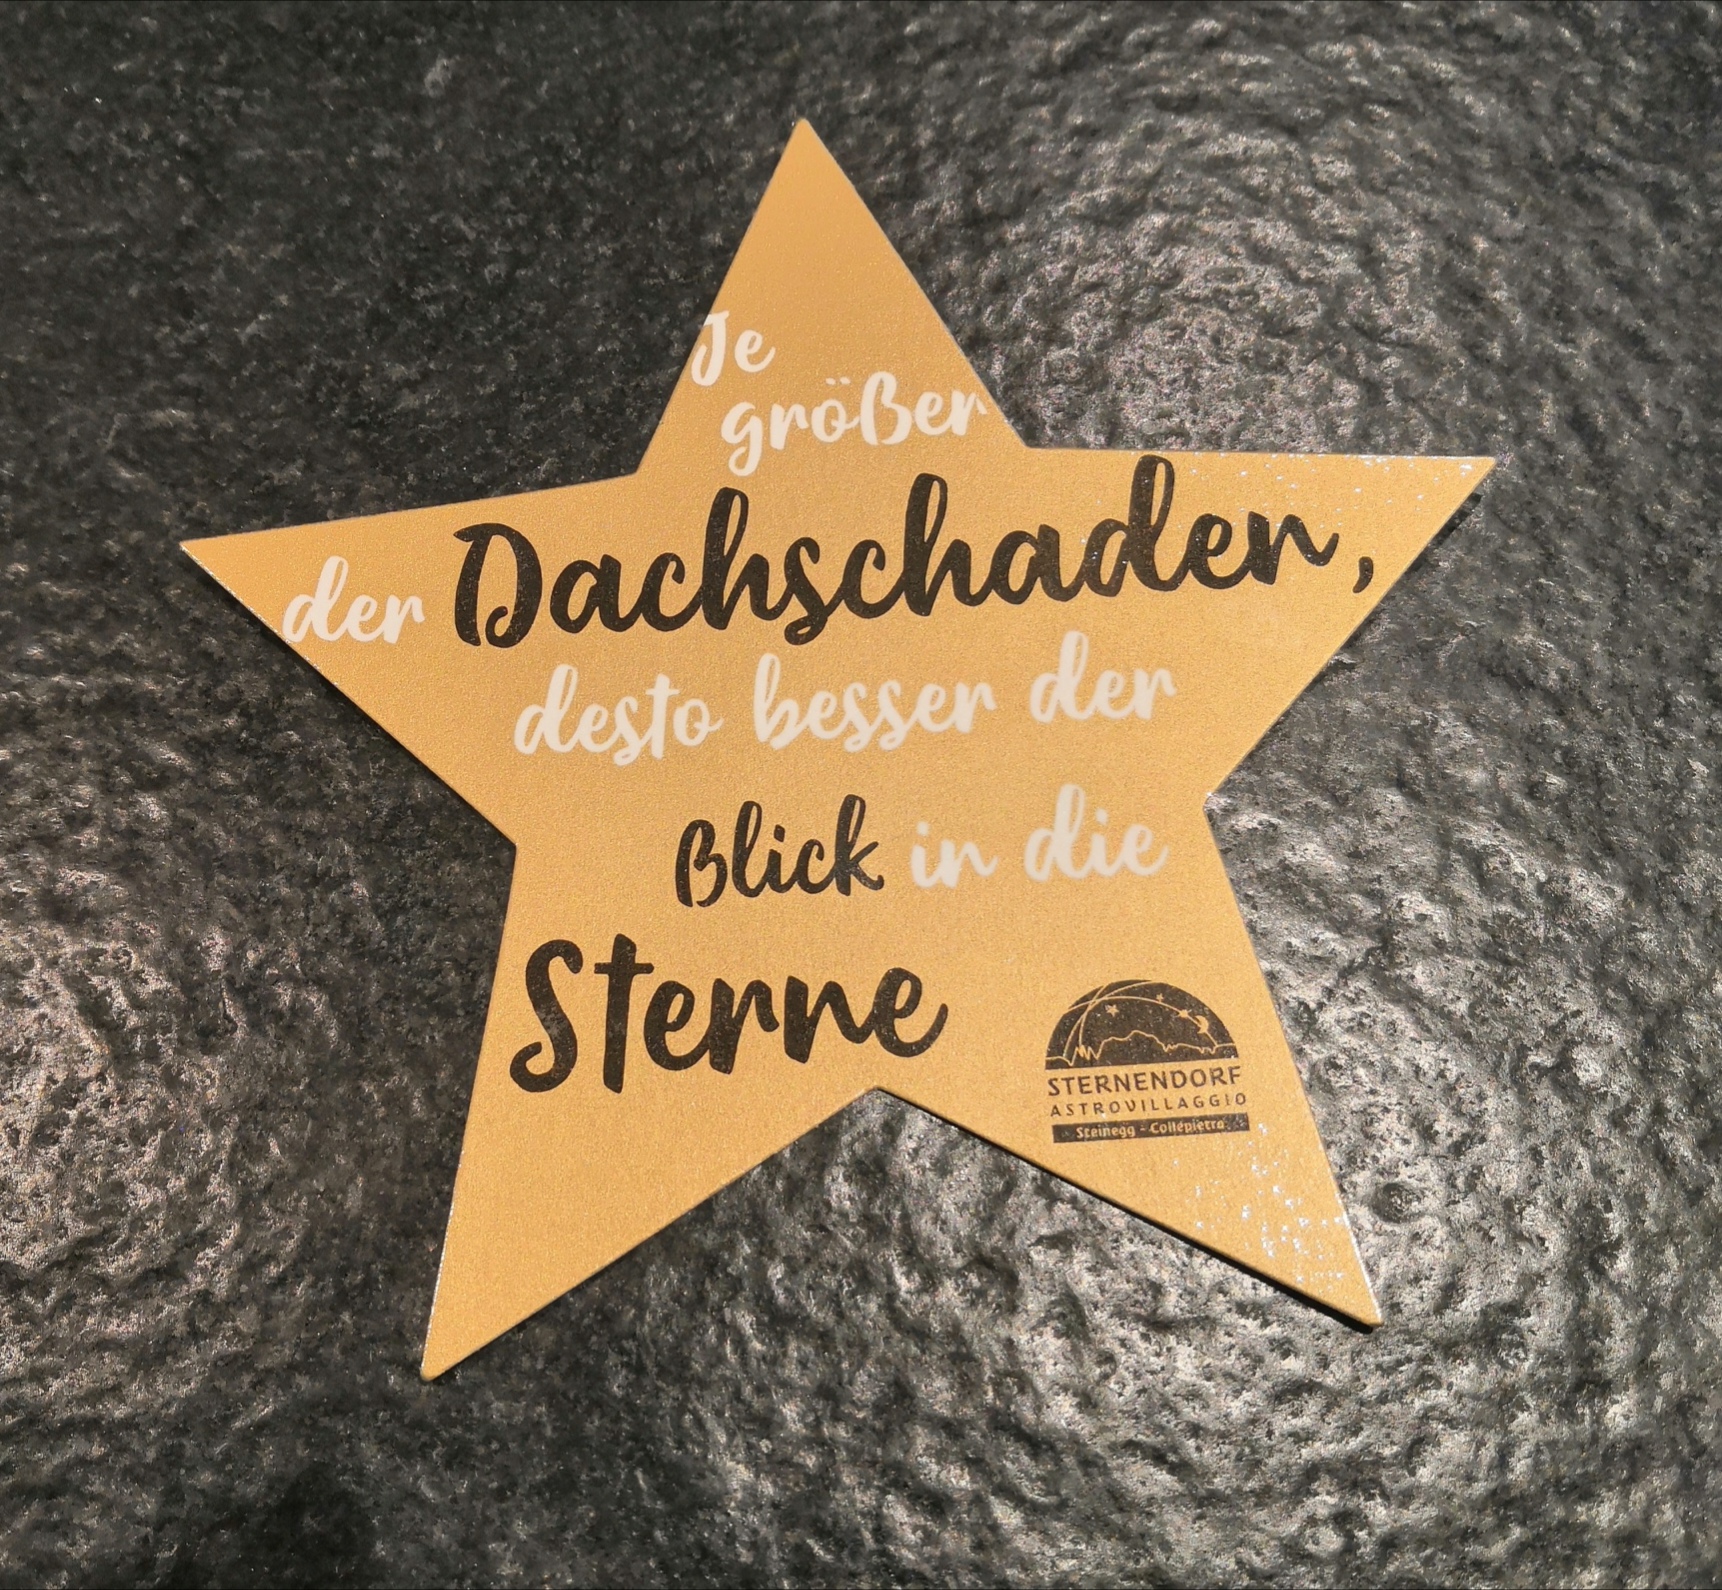 Je
größer
der Dachschaden,
desto besser der
Blick in die
Sterne
STERNENDORF
ASTROVILLAGGIO
Steinegg - Collepietra